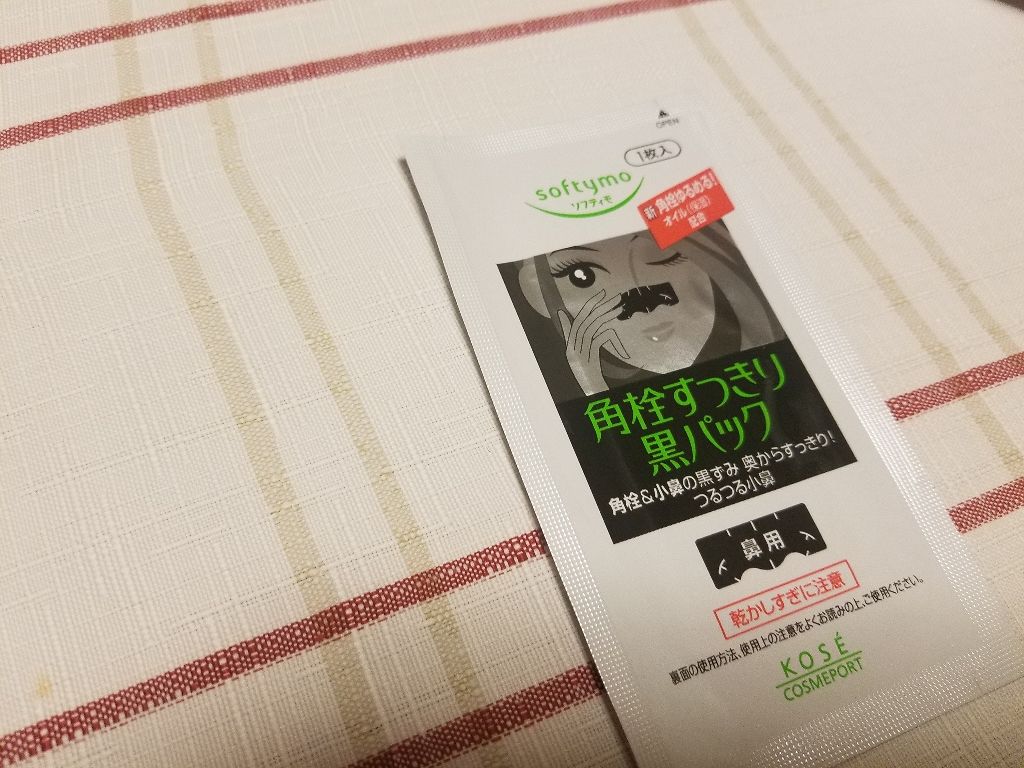 OPEN
1枚入
softymo
ソフティモ
新 角栓ゆるめる!
オイル(保湿)
配合
角栓すっきり
黒パック
角栓&小鼻の黒ずみ 奥からすっきり!
つるつる小鼻
鼻用
乾かしすぎに注意
裏面の使用方法、使用上の注意をよくお読みの上、ご使用ください。
KOSÉ
COSMEPORT